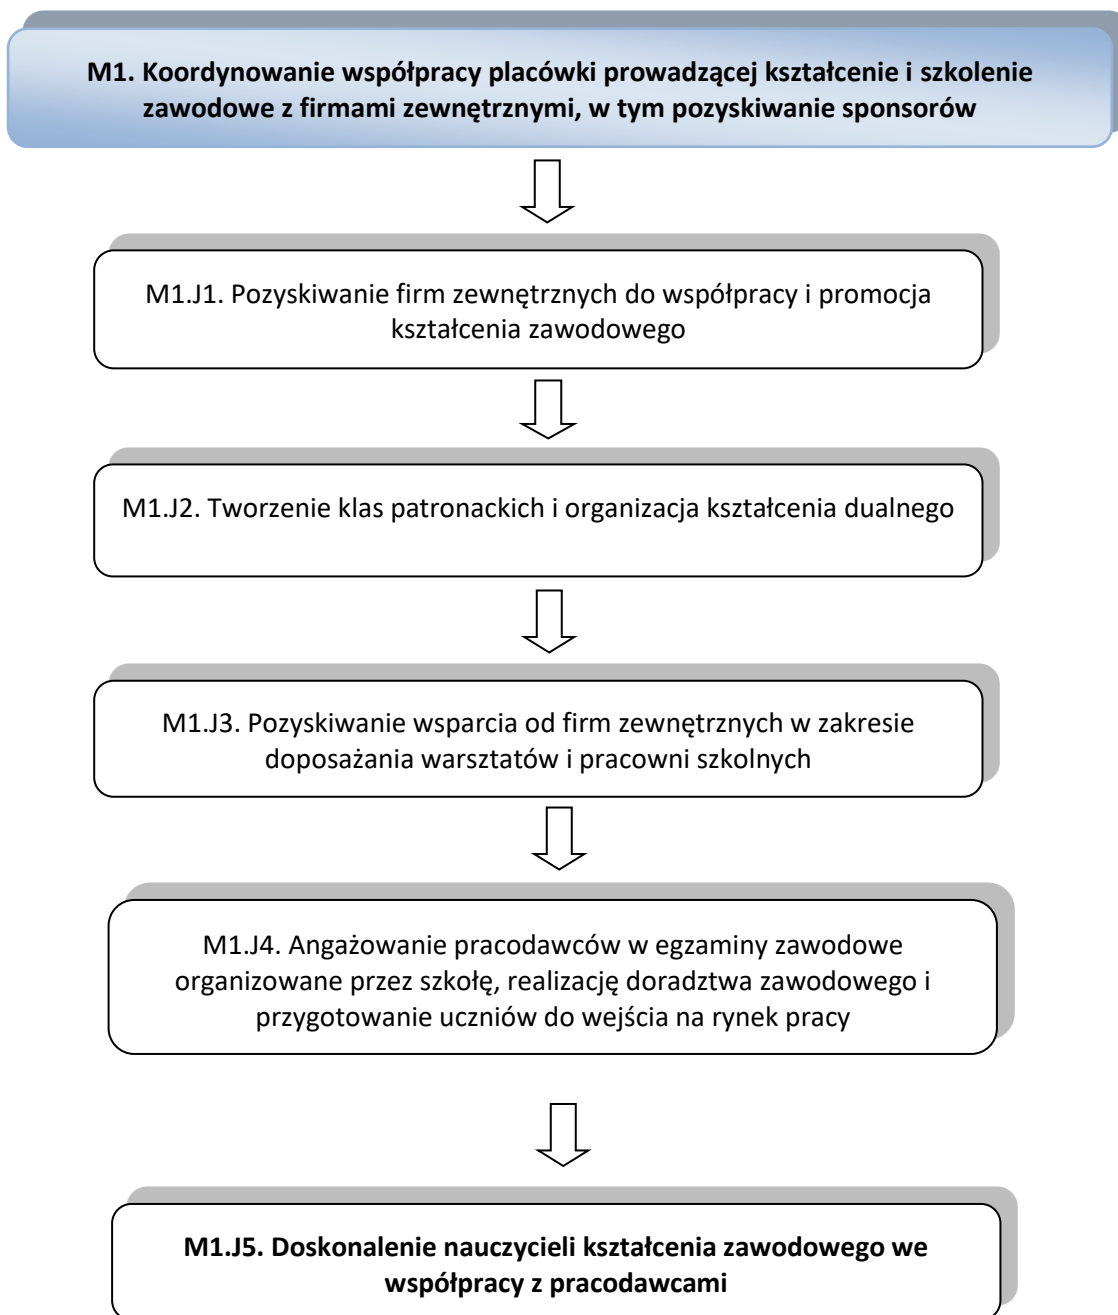 M1. Koordynowanie współpracy placówki prowadzącej kształcenie i szkolenie
zawodowe z firmami zewnętrznymi, w tym pozyskiwanie sponsorów
M1.J1. Pozyskiwanie firm zewnętrznych do współpracy i promocja
kształcenia zawodowego
M1.J2. Tworzenie klas patronackich i organizacja kształcenia dualnego
M1.J3. Pozyskiwanie wsparcia od firm zewnętrznych w zakresie
doposażania warsztatów i pracowni szkolnych
M1.J4. Angażowanie pracodawców w egzaminy zawodowe
organizowane przez szkołę, realizację doradztwa zawodowego i
przygotowanie uczniów do wejścia na rynek pracy
M1.J5. Doskonalenie nauczycieli kształcenia zawodowego we
współpracy z pracodawcami